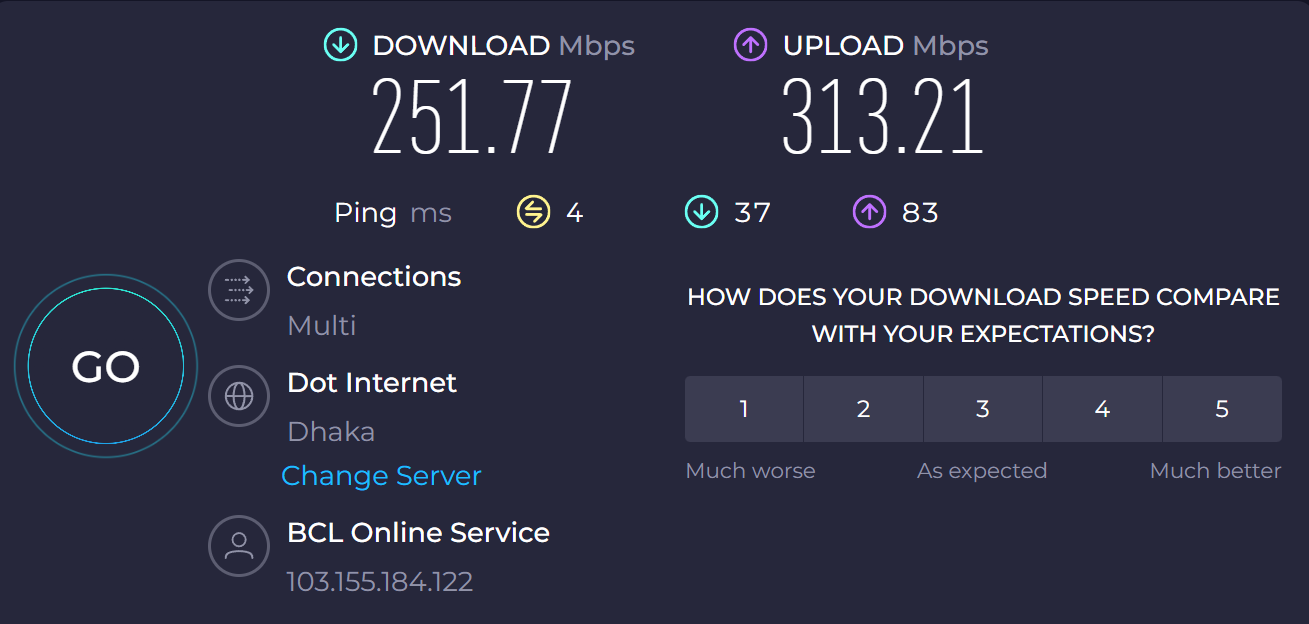 DOWNLOAD Mbps
251.77
UPLOAD Mbps
313.21
Ping ms 4 37 83
GO
Connections
Multi
Dot Internet
Dhaka
Change Server
BCL Online Service
103.155.184.122
HOW DOES YOUR DOWNLOAD SPEED COMPARE
WITH YOUR EXPECTATIONS?
1 2 3 4 5
Much worse As expected Much better